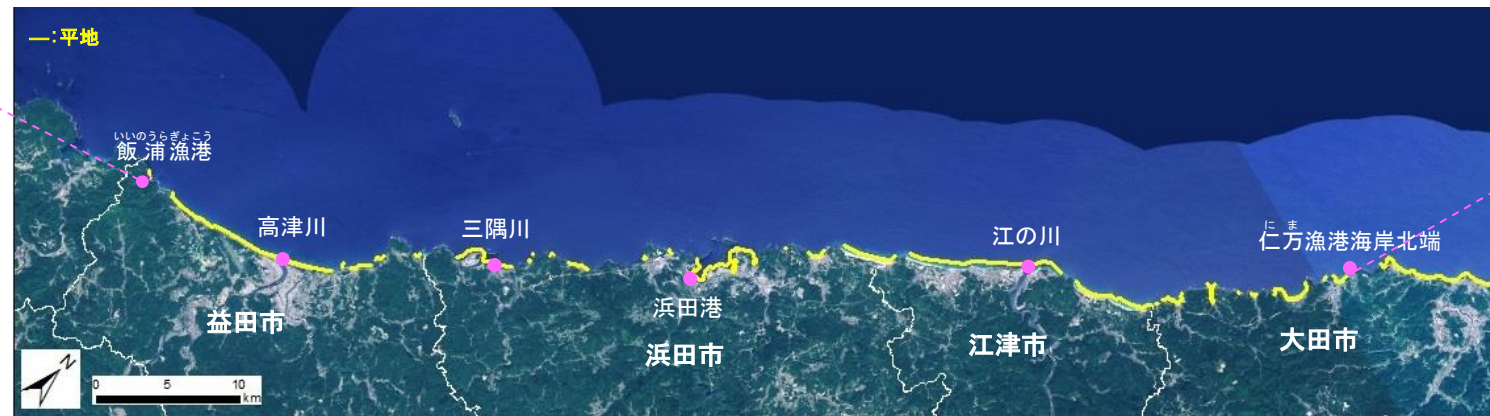 ―:平地
いいのうらぎょこう
飯浦漁港
高津川
三隅川
江の川
にま
仁万漁港海岸北端
浜田港
益田市
浜田市
江津市
大田市
N
0 5 10
km